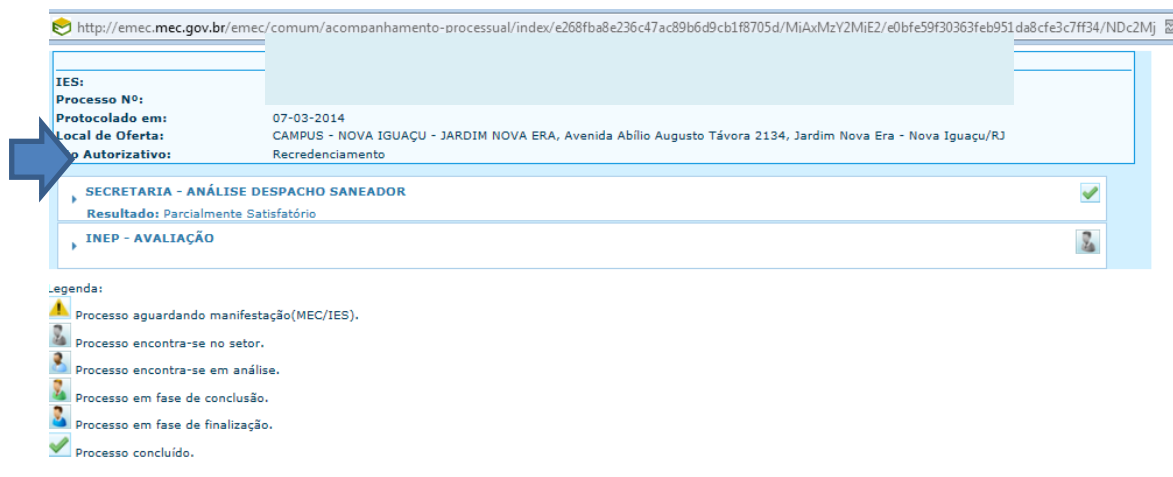 http://emec.mec.gov.br/emec/comum/acompanhamento-processual/index/e268fba8e236c47ac89b6d9cb1f8705d/MiAxMzY2MiE2/e0bfe59f30363feb951da8cfe3c7ff34/NDc2Mj
IES:
Processo Nº:
Protocolado em: 07-03-2014
Local de Oferta: CAMPUS - NOVA IGUAÇU - JARDIM NOVA ERA, Avenida Abílio Augusto Távora 2134, Jardim Nova Era - Nova Iguaçu/RJ
Autorizativo: Recredenciamento
SECRETARIA - ANÁLISE DESPACHO SANEADOR
Resultado: Parcialmente Satisfatório
INEP - AVALIAÇÃO
Legenda:
Processo aguardando manifestação(MEC/IES).
Processo encontra-se no setor.
Processo encontra-se em análise.
Processo em fase de conclusão.
Processo em fase de finalização.
Processo concluído.